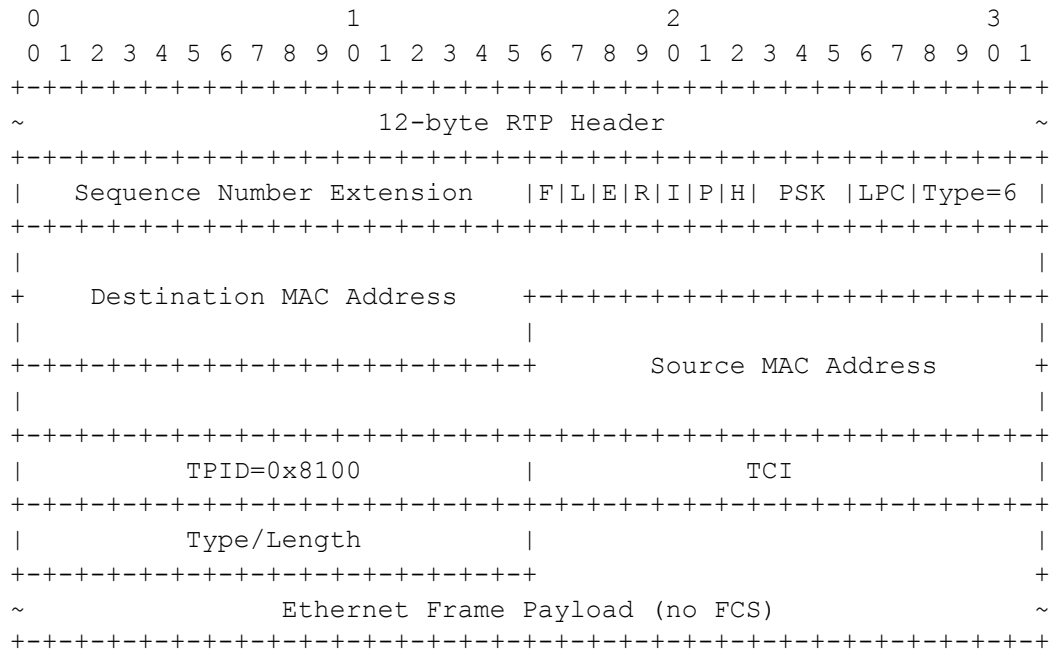 0                   1                   2                   3
 0 1 2 3 4 5 6 7 8 9 0 1 2 3 4 5 6 7 8 9 0 1 2 3 4 5 6 7 8 9 0 1
+-+-+-+-+-+-+-+-+-+-+-+-+-+-+-+-+-+-+-+-+-+-+-+-+-+-+-+-+-+-+-+-+
~                      12-byte RTP Header                       ~
+-+-+-+-+-+-+-+-+-+-+-+-+-+-+-+-+-+-+-+-+-+-+-+-+-+-+-+-+-+-+-+-+
|   Sequence Number Extension   |F|L|E|R|I|P|H| PSK |LPC|Type=6 |
+-+-+-+-+-+-+-+-+-+-+-+-+-+-+-+-+-+-+-+-+-+-+-+-+-+-+-+-+-+-+-+-+
|                                                               |
+    Destination MAC Address    +-+-+-+-+-+-+-+-+-+-+-+-+-+-+-+-+
|                               |                               |
+-+-+-+-+-+-+-+-+-+-+-+-+-+-+-+-+       Source MAC Address      +
|                                                               |
+-+-+-+-+-+-+-+-+-+-+-+-+-+-+-+-+-+-+-+-+-+-+-+-+-+-+-+-+-+-+-+-+
|          TPID=0x8100          |             TCI               |
+-+-+-+-+-+-+-+-+-+-+-+-+-+-+-+-+-+-+-+-+-+-+-+-+-+-+-+-+-+-+-+-+
|          Type/Length          |                               |
+-+-+-+-+-+-+-+-+-+-+-+-+-+-+-+-+                               +
~                Ethernet Frame Payload (no FCS)                ~
+-+-+-+-+-+-+-+-+-+-+-+-+-+-+-+-+-+-+-+-+-+-+-+-+-+-+-+-+-+-+-+-+